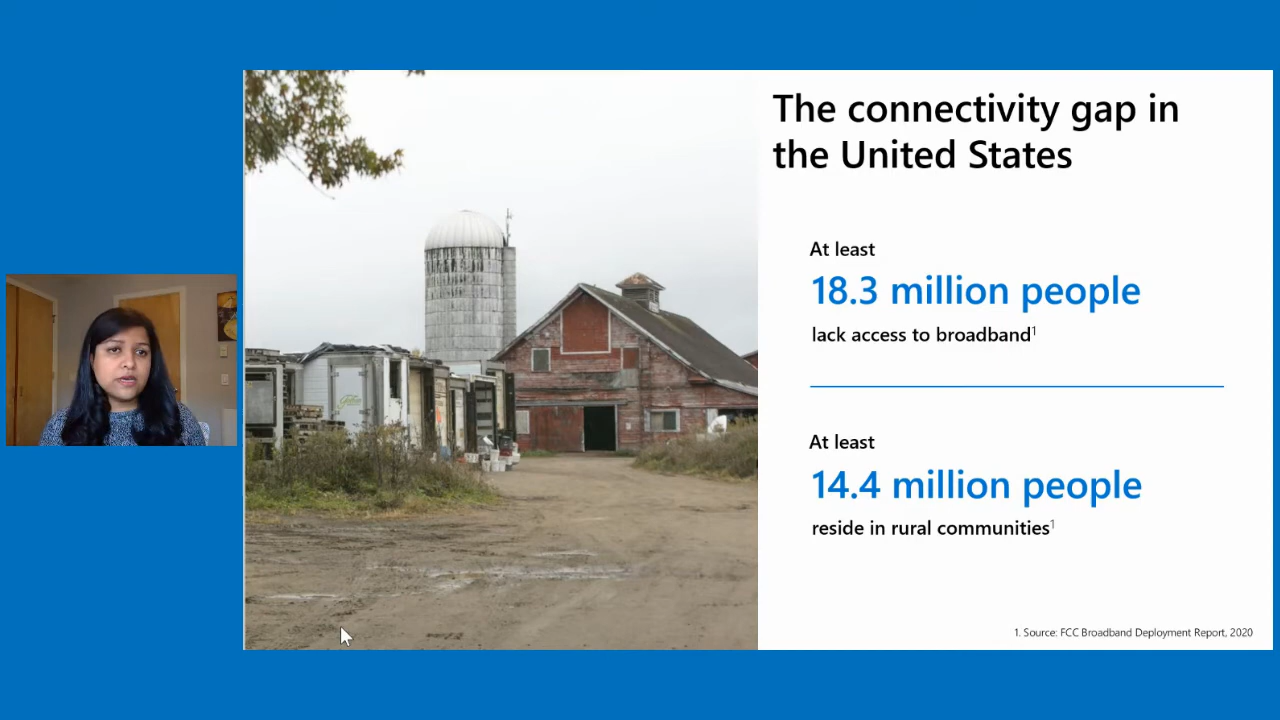 The connectivity gap in
the United States
At least
18.3 million people
lack access to broadband¹
At least
14.4 million people
reside in rural communities¹
1. Source: FCC Broadband Deployment Report, 2020